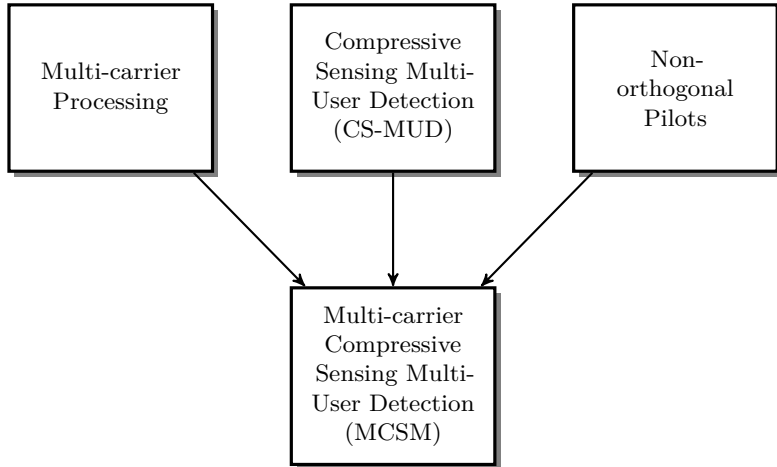 Multi-carrier
Processing
Compressive
Sensing Multi-
User Detection
(CS-MUD)
Non-
orthogonal
Pilots
Multi-carrier
Compressive
Sensing Multi-
User Detection
(MCSM)